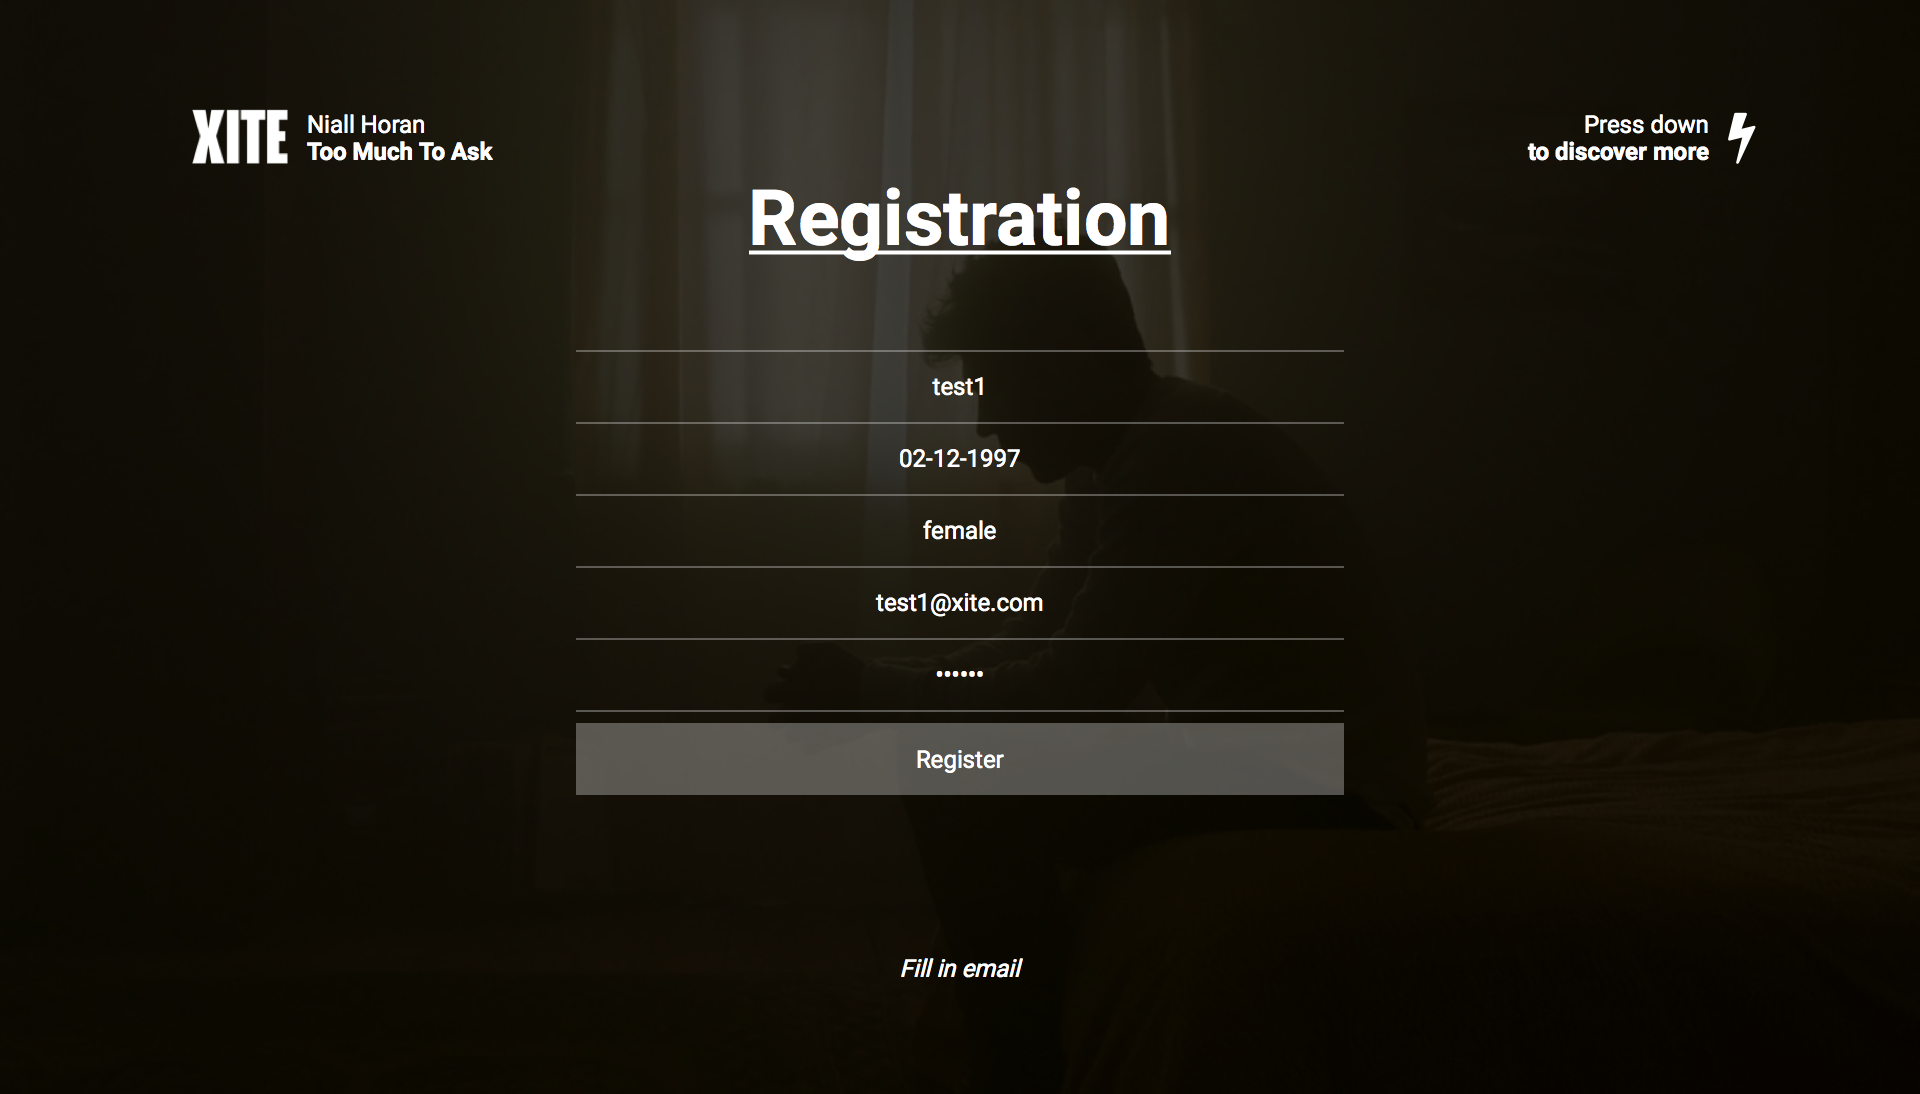 XITE
Niall Horan
Too Much To Ask
Press down
to discover more
Registration
test1
02-12-1997
female
test1@xite.com
••••••
Register
Fill in email